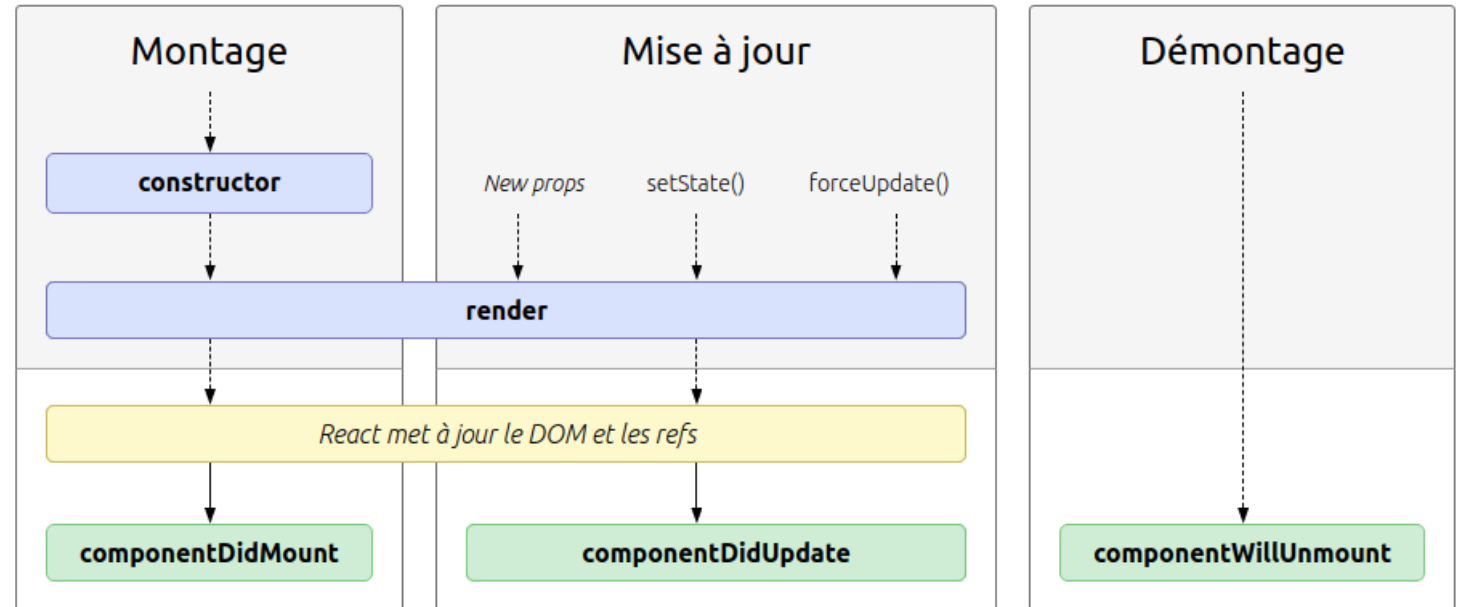 Montage
Mise à jour
Démontage
constructor
New props
setState()
forceUpdate()
render
React met à jour le DOM et les refs
componentDidMount
componentDidUpdate
componentWillUnmount